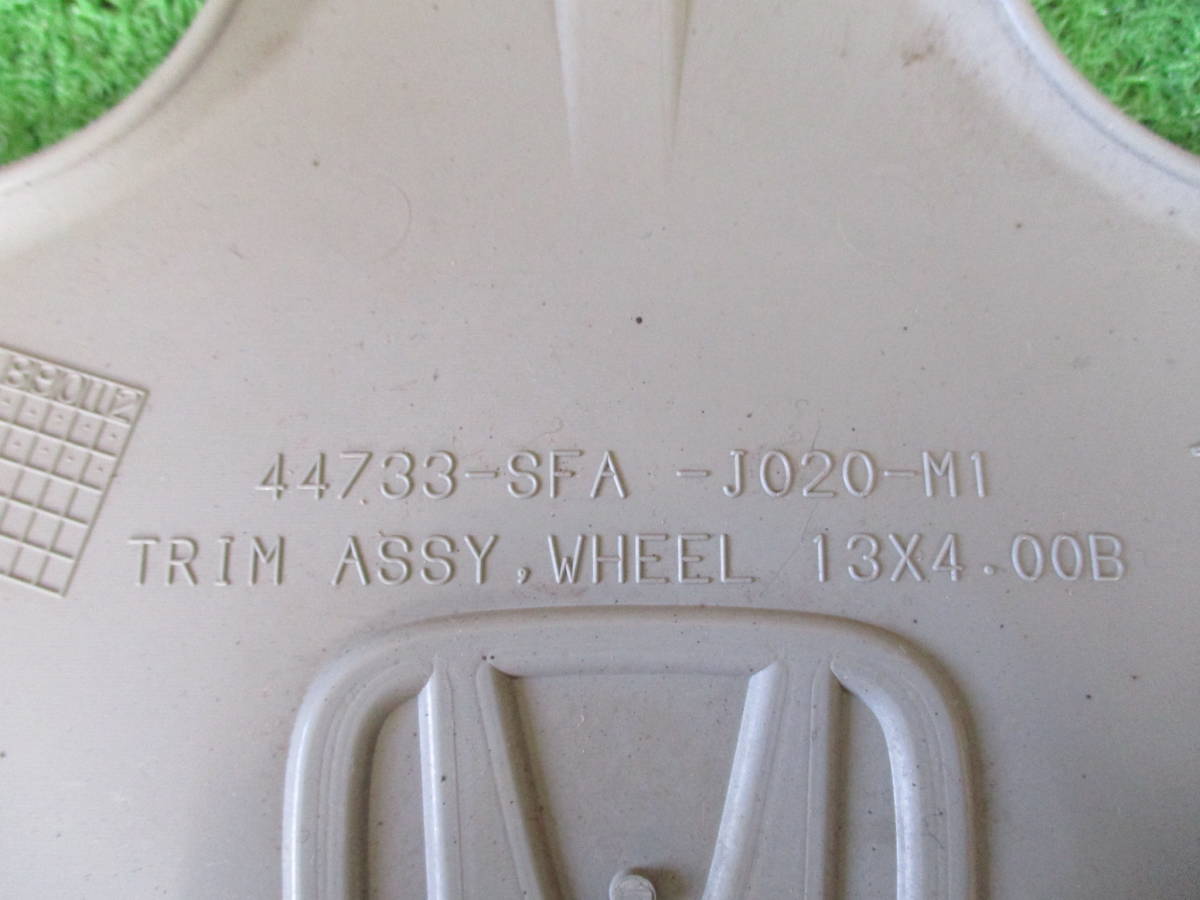 44733-SFA -J020-M1
TRIM ASSY,WHEEL 13X4.00B